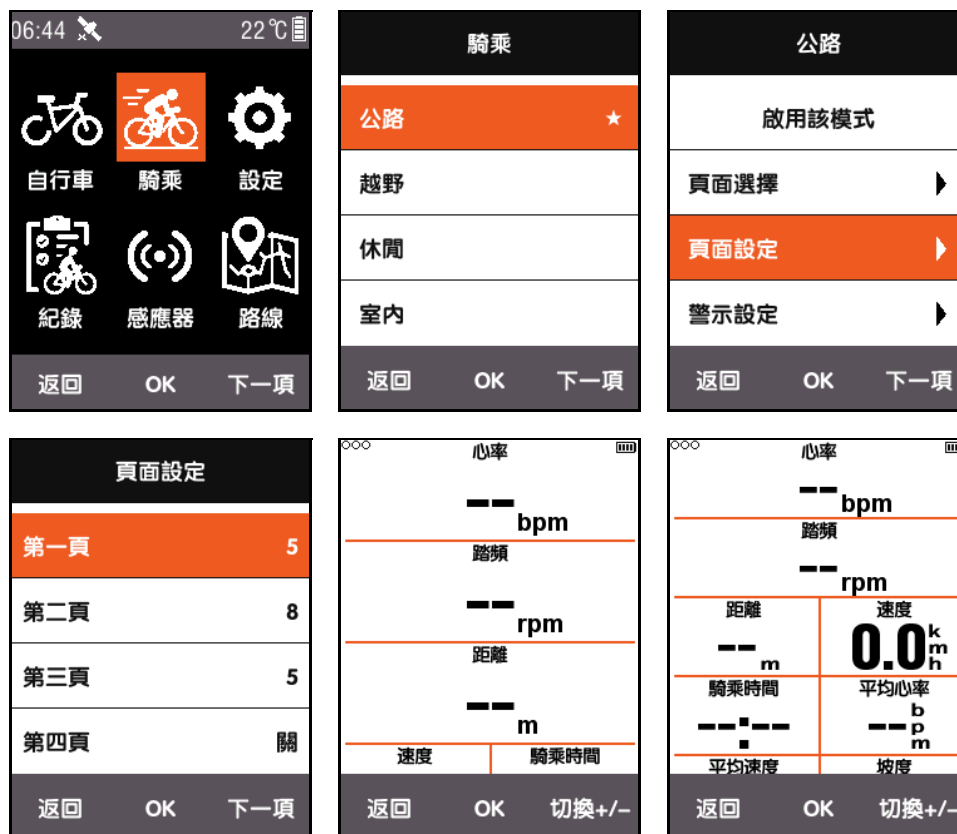 06:44 22℃
自行車 騎乘 設定
紀錄 感應器 路線
返回 OK 下一項
騎乘
公路 ★
越野
休閒
室內
返回 OK 下一項
公路
啟用該模式
頁面選擇
頁面設定
警示設定
返回 OK 下一項
頁面設定
第一頁 5
第二頁 8
第三頁 5
第四頁 關
返回 OK 下一項
心率
-- bpm
踏頻
-- rpm
距離
-- m
速度 騎乘時間
返回 OK 切換+/-
心率
-- bpm
踏頻
-- rpm
距離 速度
-- m 0.0 kmh
騎乘時間 平均心率
--:-- -- bpm
平均速度 坡度
返回 OK 切換+/-